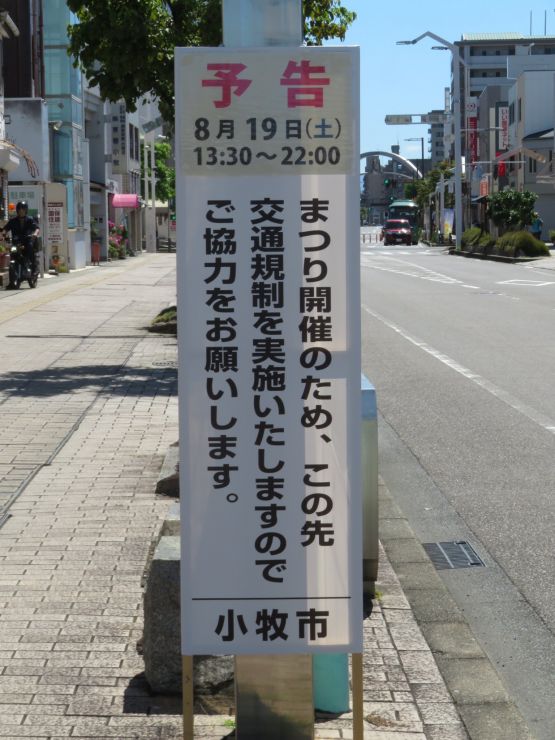 予告
8月19日(土)
13:30～22:00
まつり開催のため、この先
交通規制を実施いたしますので
ご協力をお願いします。
小牧市